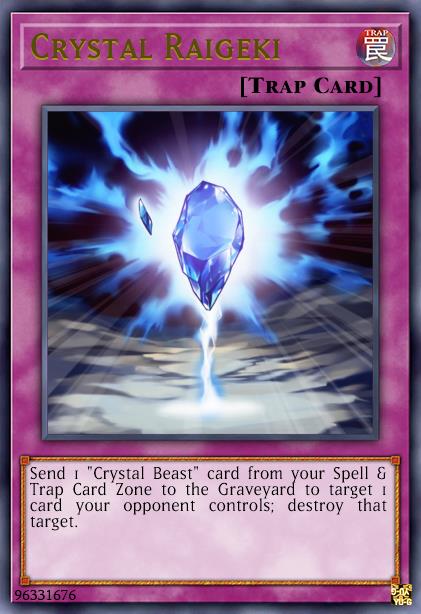 CRYSTAL RAIGEKI
TRAP
罠
[TRAP CARD]
Send 1 "Crystal Beast" card from your Spell &
Trap Card Zone to the Graveyard to target 1
card your opponent controls; destroy that
target.
96331676